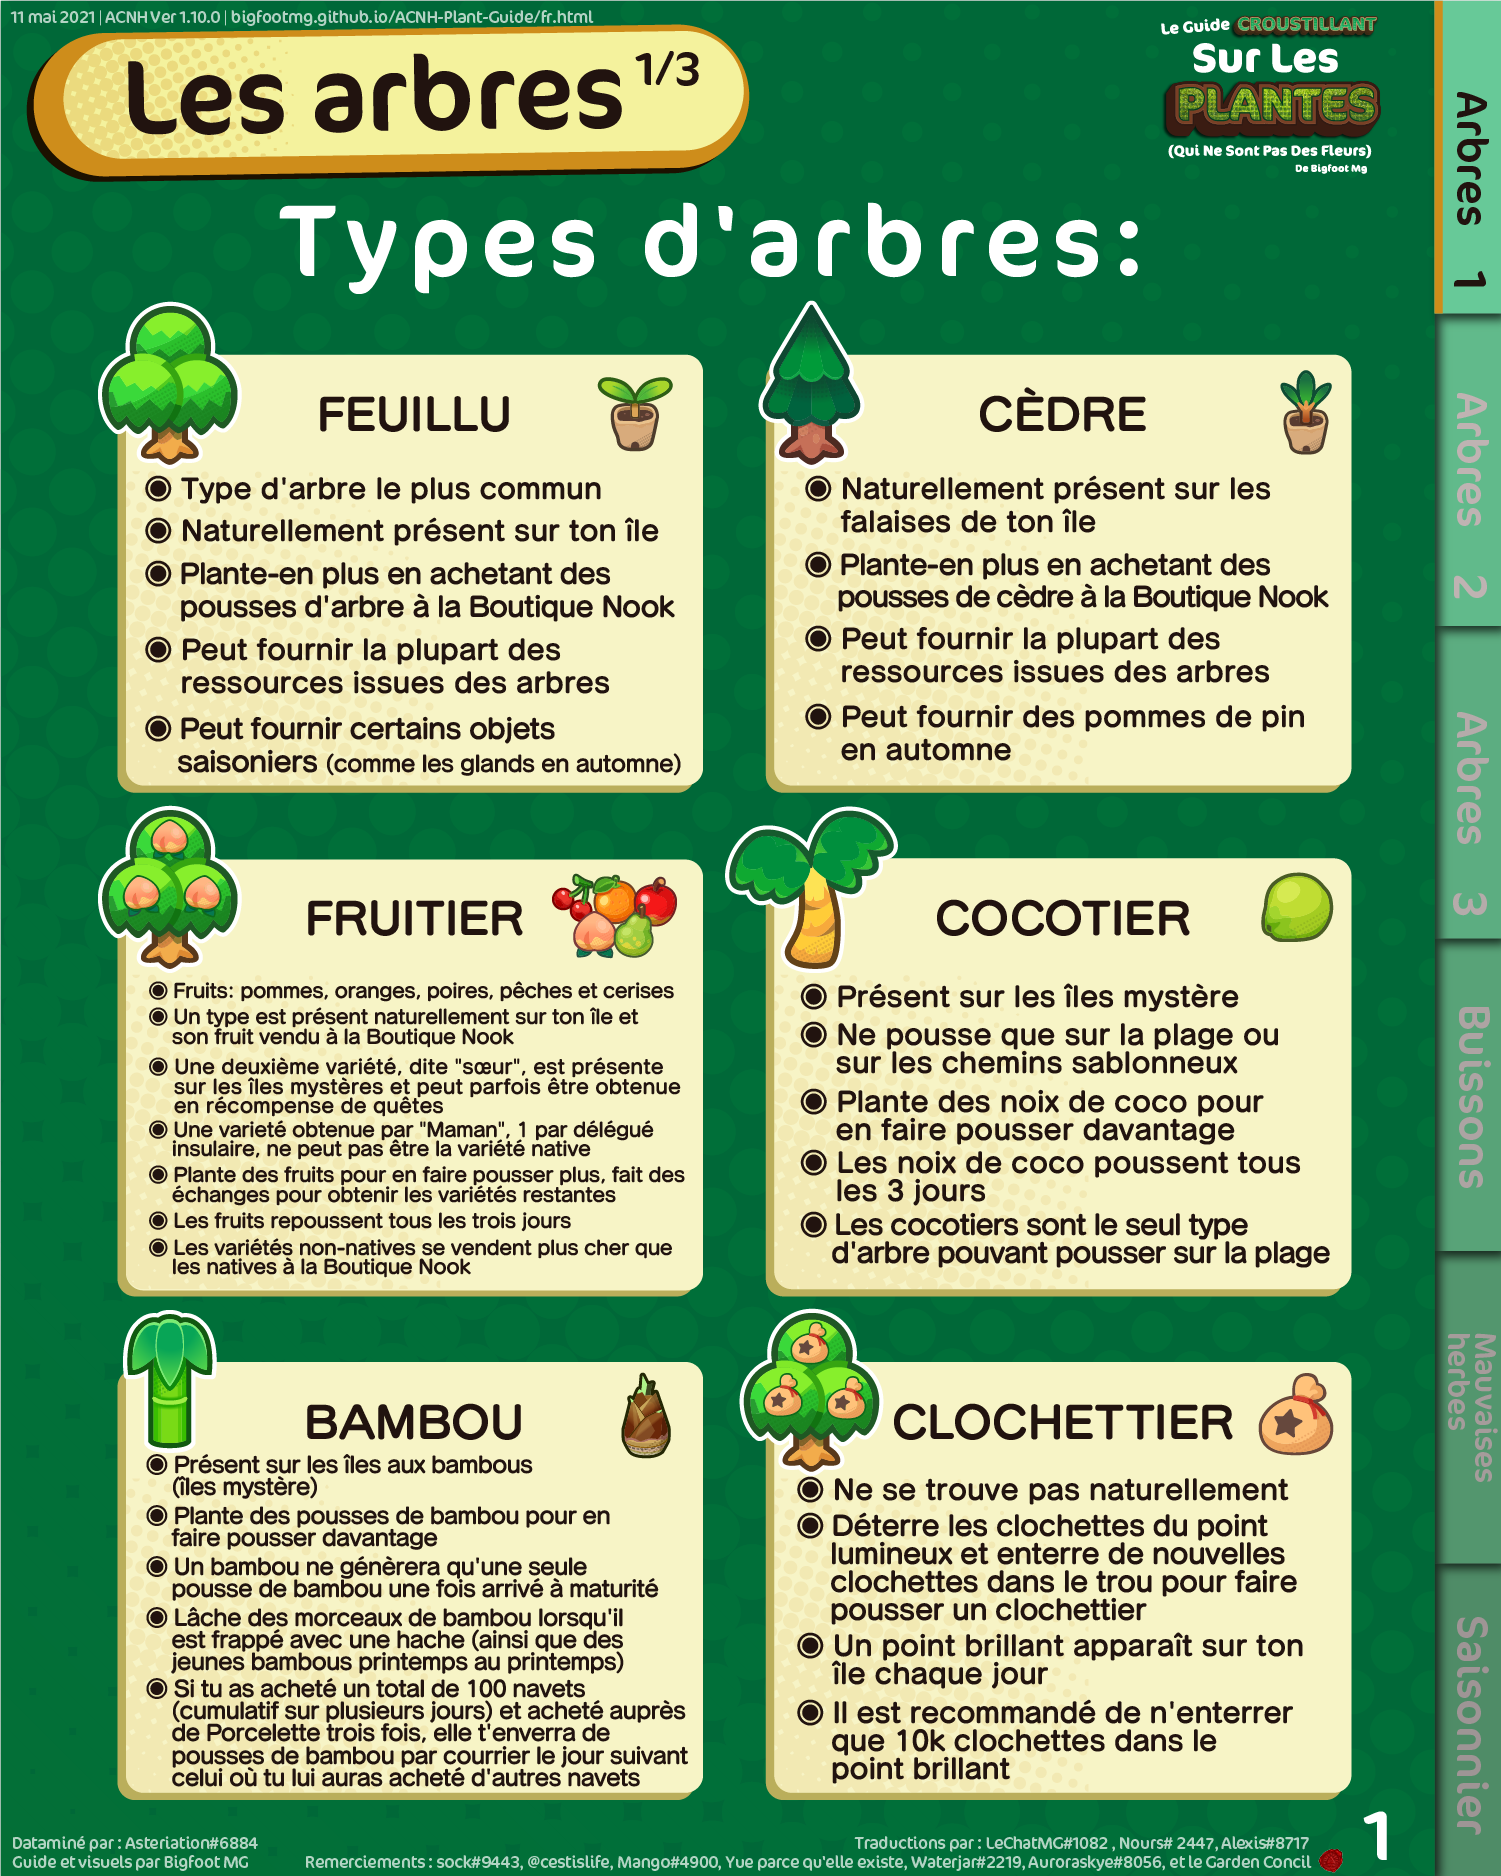 11 mai 2021 | ACNH Ver 1.10.0 | bigfootmg.github.io/ACNH-Plant-Guide/fr.html
Les arbres 1/3
Le Guide CROUSTILLANT
Sur Les
PLANTES
(Qui Ne Sont Pas Des Fleurs)
De Bigfoot Mg
Types d'arbres:
FEUILLU
Type d'arbre le plus commun
Naturellement présent sur ton île
Plante-en plus en achetant des
pousses d'arbre à la Boutique Nook
Peut fournir la plupart des
ressources issues des arbres
Peut fournir certains objets
saisoniers (comme les glands en automne)
CÈDRE
Naturellement présent sur les
falaises de ton île
Plante-en plus en achetant des
pousses de cèdre à la Boutique Nook
Peut fournir la plupart des
ressources issues des arbres
Peut fournir des pommes de pin
en automne
FRUITIER
Fruits: pommes, oranges, poires, pêches et cerises
Un type est présent naturellement sur ton île et
son fruit vendu à la Boutique Nook
Une deuxième variété, dite "sœur", est présente
sur les îles mystères et peut parfois être obtenue
en récompense de quêtes
Une varieté obtenue par "Maman", 1 par délégué
insulaire, ne peut pas être la variété native
Plante des fruits pour en faire pousser plus, fait des
échanges pour obtenir les variétés restantes
Les fruits repoussent tous les trois jours
Les variétés non-natives se vendent plus cher que
les natives à la Boutique Nook
COCOTIER
Présent sur les îles mystère
Ne pousse que sur la plage ou
sur les chemins sablonneux
Plante des noix de coco pour
en faire pousser davantage
Les noix de coco poussent tous
les 3 jours
Les cocotiers sont le seul type
d'arbre pouvant pousser sur la plage
BAMBOU
Présent sur les îles aux bambous
(îles mystère)
Plante des pousses de bambou pour en
faire pousser davantage
Un bambou ne génèrera qu'une seule
pousse de bambou une fois arrivé à maturité
Lâche des morceaux de bambou lorsqu'il
est frappé avec une hache (ainsi que des
jeunes bambous printemps au printemps)
Si tu as acheté un total de 100 navets
(cumulatif sur plusieurs jours) et acheté auprès
de Porcelette trois fois, elle t'enverra de
pousses de bambou par courrier le jour suivant
celui où tu lui auras acheté d'autres navets
CLOCHETTIER
Ne se trouve pas naturellement
Déterre les clochettes du point
lumineux et enterre de nouvelles
clochettes dans le trou pour faire
pousser un clochettier
Un point brillant apparaît sur ton
île chaque jour
Il est recommandé de n'enterrer
que 10k clochettes dans le
point brillant
Arbres 1
Arbres 2
Arbres 3
Buissons
Mauvaises
herbes
Saisonnier
Dataminé par : Asteriation#6884
Guide et visuels par Bigfoot MG
Traductions par : LeChatMG#1082 , Nours# 2447, Alexis#8717
Remerciements : sock#9443, @cestislife, Mango#4900, Yue parce qu'elle existe, Waterjar#2219, Auroraskye#8056, et le Garden Concil
1